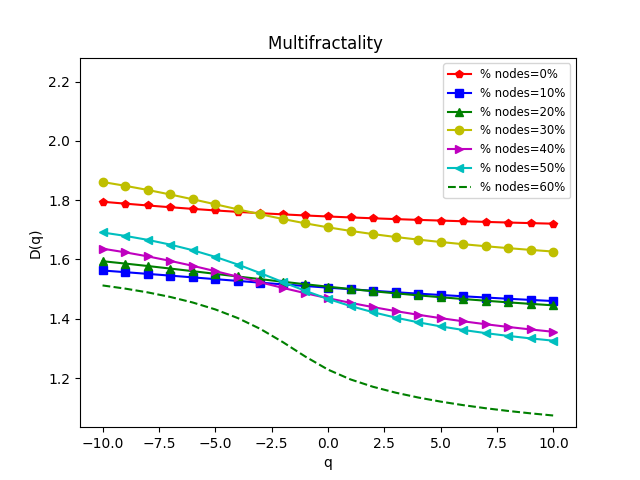 Multifractality
% nodes=0%
% nodes=10%
% nodes=20%
% nodes=30%
% nodes=40%
% nodes=50%
% nodes=60%
D(q)
2.2
2.0
1.8
1.6
1.4
1.2
−10.0 −7.5 −5.0 −2.5 0.0 2.5 5.0 7.5 10.0
q